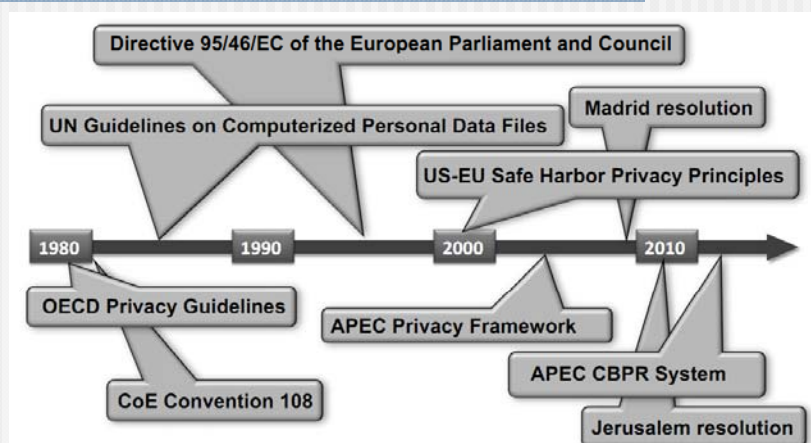 Directive 95/46/EC of the European Parliament and Council
Madrid resolution
UN Guidelines on Computerized Personal Data Files
US-EU Safe Harbor Privacy Principles
1980
1990
2000
2010
OECD Privacy Guidelines
APEC Privacy Framework
APEC CBPR System
CoE Convention 108
Jerusalem resolution